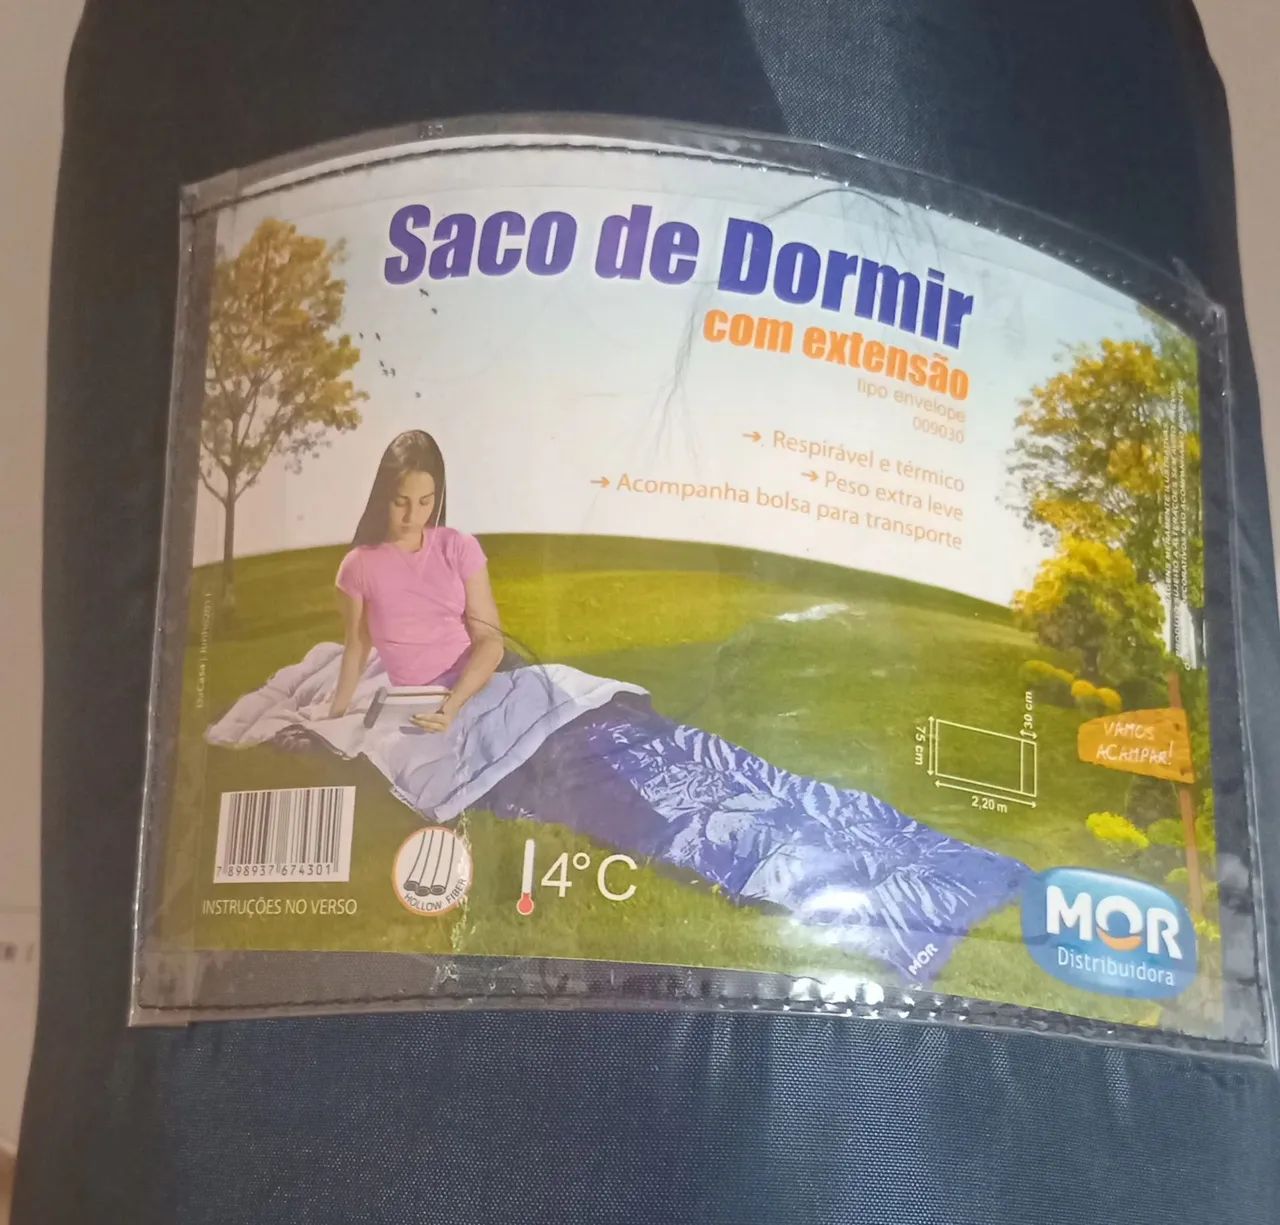 Saco de Dormir
com extensão
tipo envelope
009030
→ Respirável e térmico
→ Peso extra leve
→ Acompanha bolsa para transporte
30 cm
75 cm
2,20 m
VAMOS
ACAMPAR!
7 898937 674301
INSTRUÇÕES NO VERSO
HOLLOW FIBER
4°C
MOR
MOR
Distribuidora